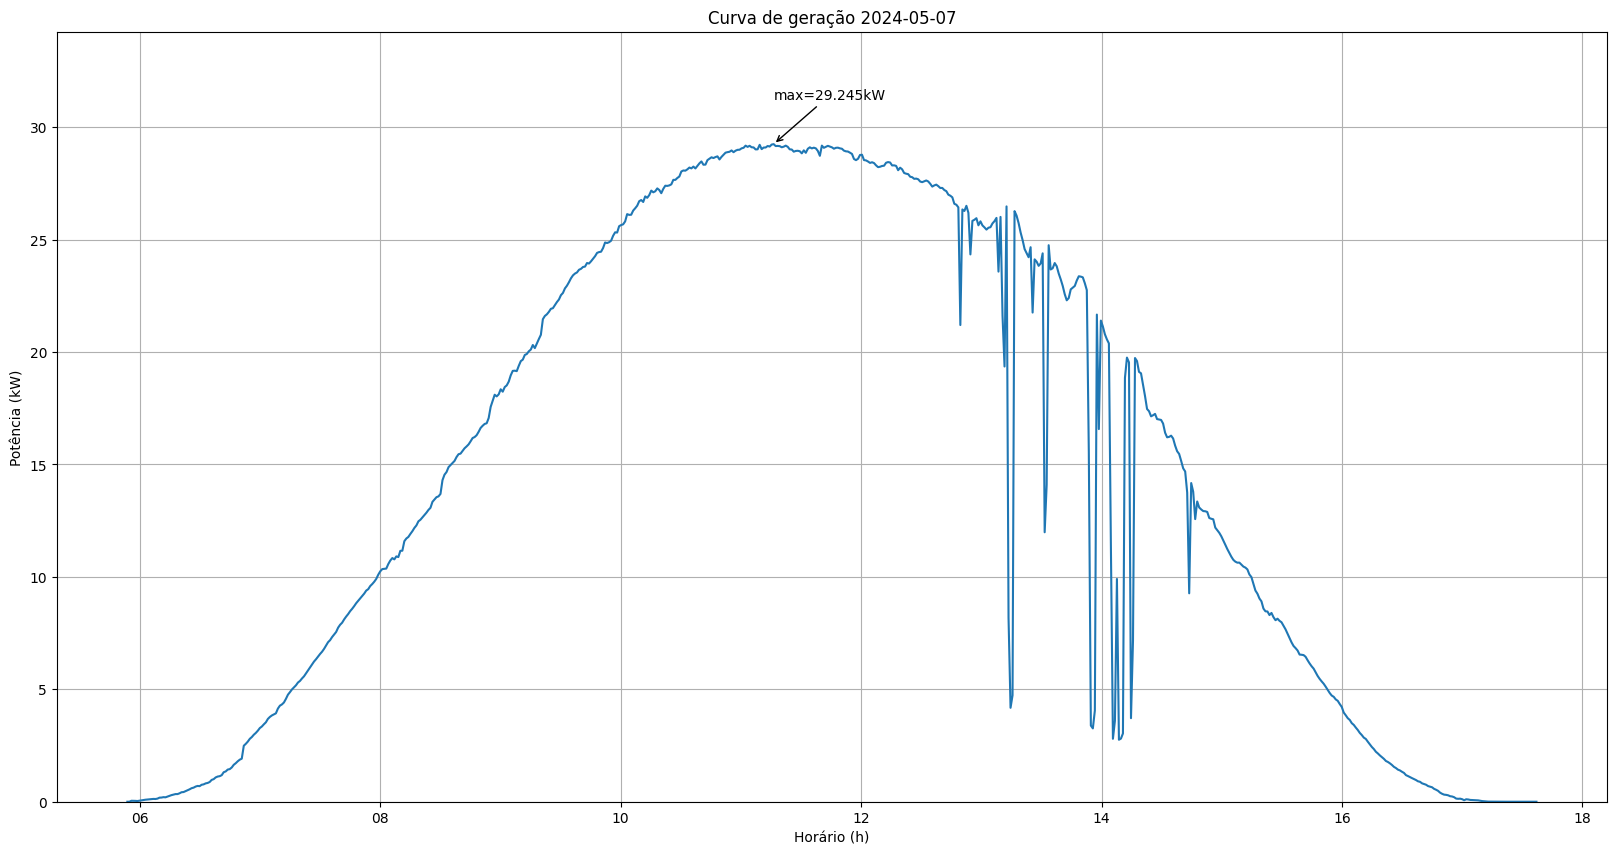 Curva de geração 2024-05-07
max=29.245kW
30
25
20
15
10
5
0
Potência (kW)
06 08 10 12 14 16 18
Horário (h)